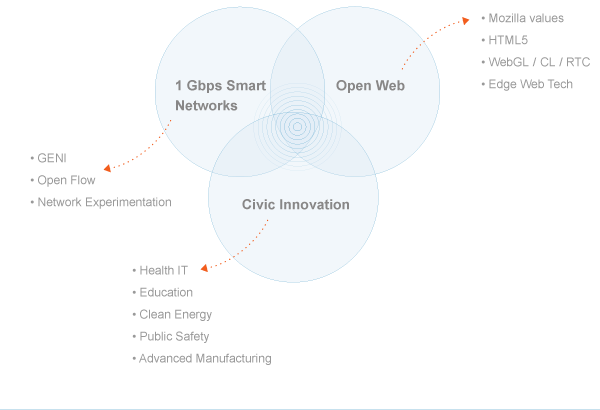 1 Gbps Smart
Networks
Open Web
• Mozilla values
• HTML5
• WebGL / CL / RTC
• Edge Web Tech
• GENI
• Open Flow
• Network Experimentation
Civic Innovation
• Health IT
• Education
• Clean Energy
• Public Safety
• Advanced Manufacturing